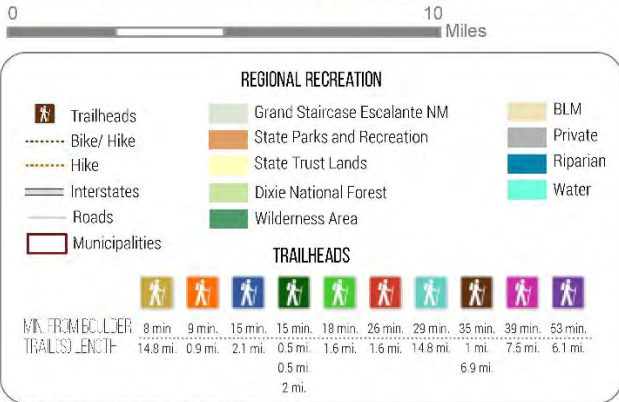 0 10
Miles
REGIONAL RECREATION
Trailheads
Bike/ Hike
Hike
Interstates
Roads
Municipalities
Grand Staircase Escalante NM
State Parks and Recreation
State Trust Lands
Dixie National Forest
Wilderness Area
BLM
Private
Riparian
Water
TRAILHEADS
MIN. FROM BOULDER 8 min 9 min. 15 min. 15 min. 18 min. 26 min. 29 min. 35 min. 39 min. 53 min.
TRAIL(S) LENGTH 14.8 mi. 0.9 mi. 2.1 mi. 0.5 mi. 1.6 mi. 1.6 mi. 14.8 mi. 1 mi. 7.5 mi. 6.1 mi.
0.5 mi. 6.9 mi.
2 mi.